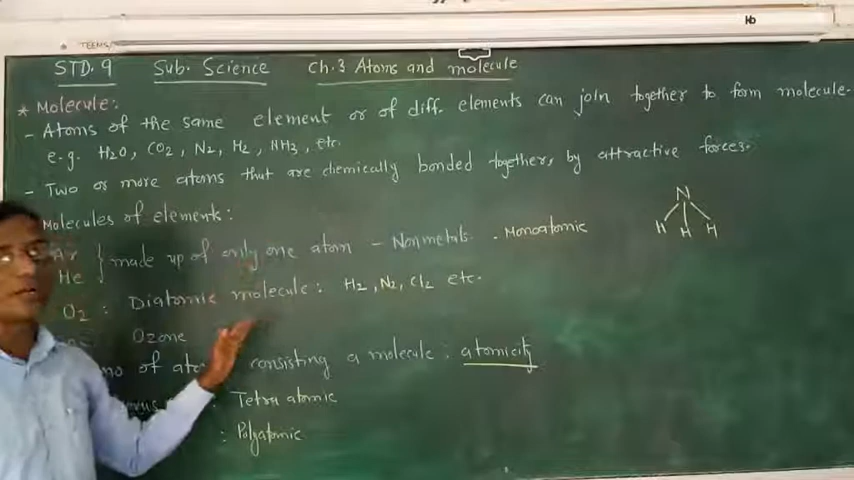 STD. 9 Sub. Science Ch.3 Atoms and molecule
* Molecule:
- Atoms of the same element or of diff. elements can join together to form molecule.
e.g. H2O, CO2, N2, H2, NH3, etc.
- Two or more atoms that are chemically bonded together, by attractive forces.
Molecules of elements:
Ar
He } made up of only one atom - Nonmetals. Monoatomic
O2 : Diatomic molecule : H2, N2, Cl2 etc.
Ozone
no of consisting a molecule : atomicity
: Tetra atomic
: Polyatomic
N
H H H